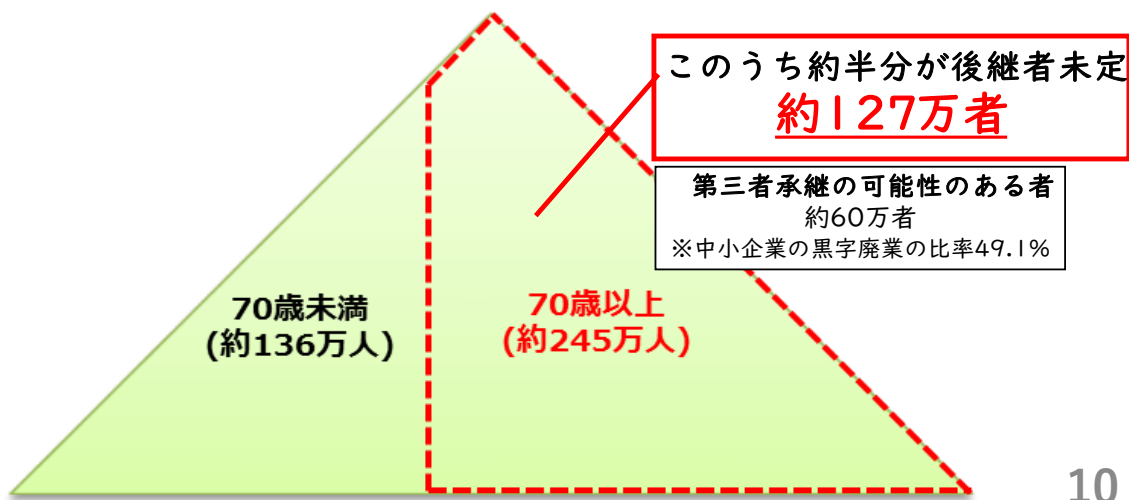 このうち約半分が後継者未定
約127万者
第三者承継の可能性のある者
約60万者
※中小企業の黒字廃業の比率49.1%
70歳未満
(約136万人)
70歳以上
(約245万人)
10